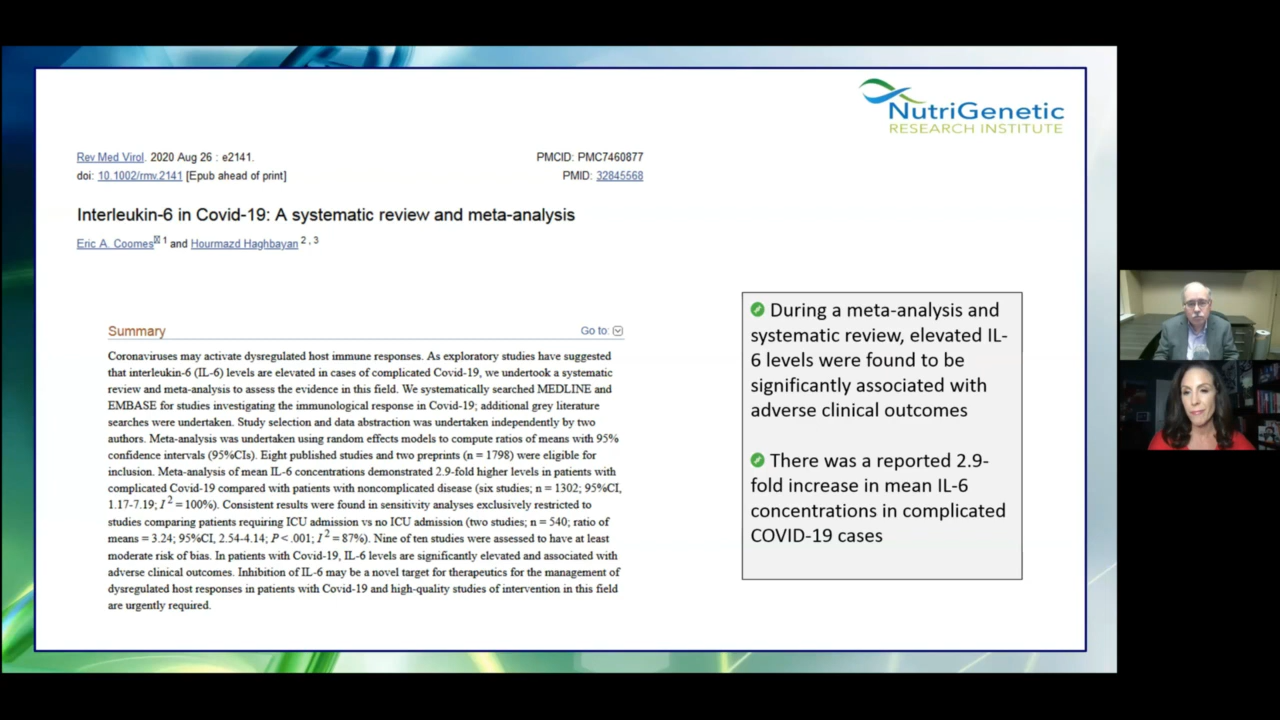 NutriGenetic
RESEARCH INSTITUTE
Rev Med Virol. 2020 Aug 26 : e2141.
PMCID: PMC7460877
doi: 10.1002/rmv.2141 [Epub ahead of print]
PMID: 32845568
Interleukin-6 in Covid-19: A systematic review and meta-analysis
Eric A. Coomes 1 and Hourmazd Haghbayan 2 , 3
Summary
Go to:
Coronaviruses may activate dysregulated host immune responses. As exploratory studies have suggested
that interleukin-6 (IL-6) levels are elevated in cases of complicated Covid-19, we undertook a systematic
review and meta-analysis to assess the evidence in this field. We systematically searched MEDLINE and
EMBASE for studies investigating the immunological response in Covid-19; additional grey literature
searches were undertaken. Study selection and data abstraction was undertaken independently by two
authors. Meta-analysis was undertaken using random effects models to compute ratios of means with 95%
confidence intervals (95%CIs). Eight published studies and two preprints (n = 1798) were eligible for
inclusion. Meta-analysis of mean IL-6 concentrations demonstrated 2.9-fold higher levels in patients with
complicated Covid-19 compared with patients with noncomplicated disease (six studies; n = 1302; 95%CI,
1.17-7.19; I 2 = 100%). Consistent results were found in sensitivity analyses exclusively restricted to
studies comparing patients requiring ICU admission vs no ICU admission (two studies; n = 540; ratio of
means = 3.24; 95%CI, 2.54-4.14; P < .001; I 2 = 87%). Nine of ten studies were assessed to have at least
moderate risk of bias. In patients with Covid-19, IL-6 levels are significantly elevated and associated with
adverse clinical outcomes. Inhibition of IL-6 may be a novel target for therapeutics for the management of
dysregulated host responses in patients with Covid-19 and high-quality studies of intervention in this field
are urgently required.
During a meta-analysis and
systematic review, elevated IL-
6 levels were found to be
significantly associated with
adverse clinical outcomes
There was a reported 2.9-
fold increase in mean IL-6
concentrations in complicated
COVID-19 cases